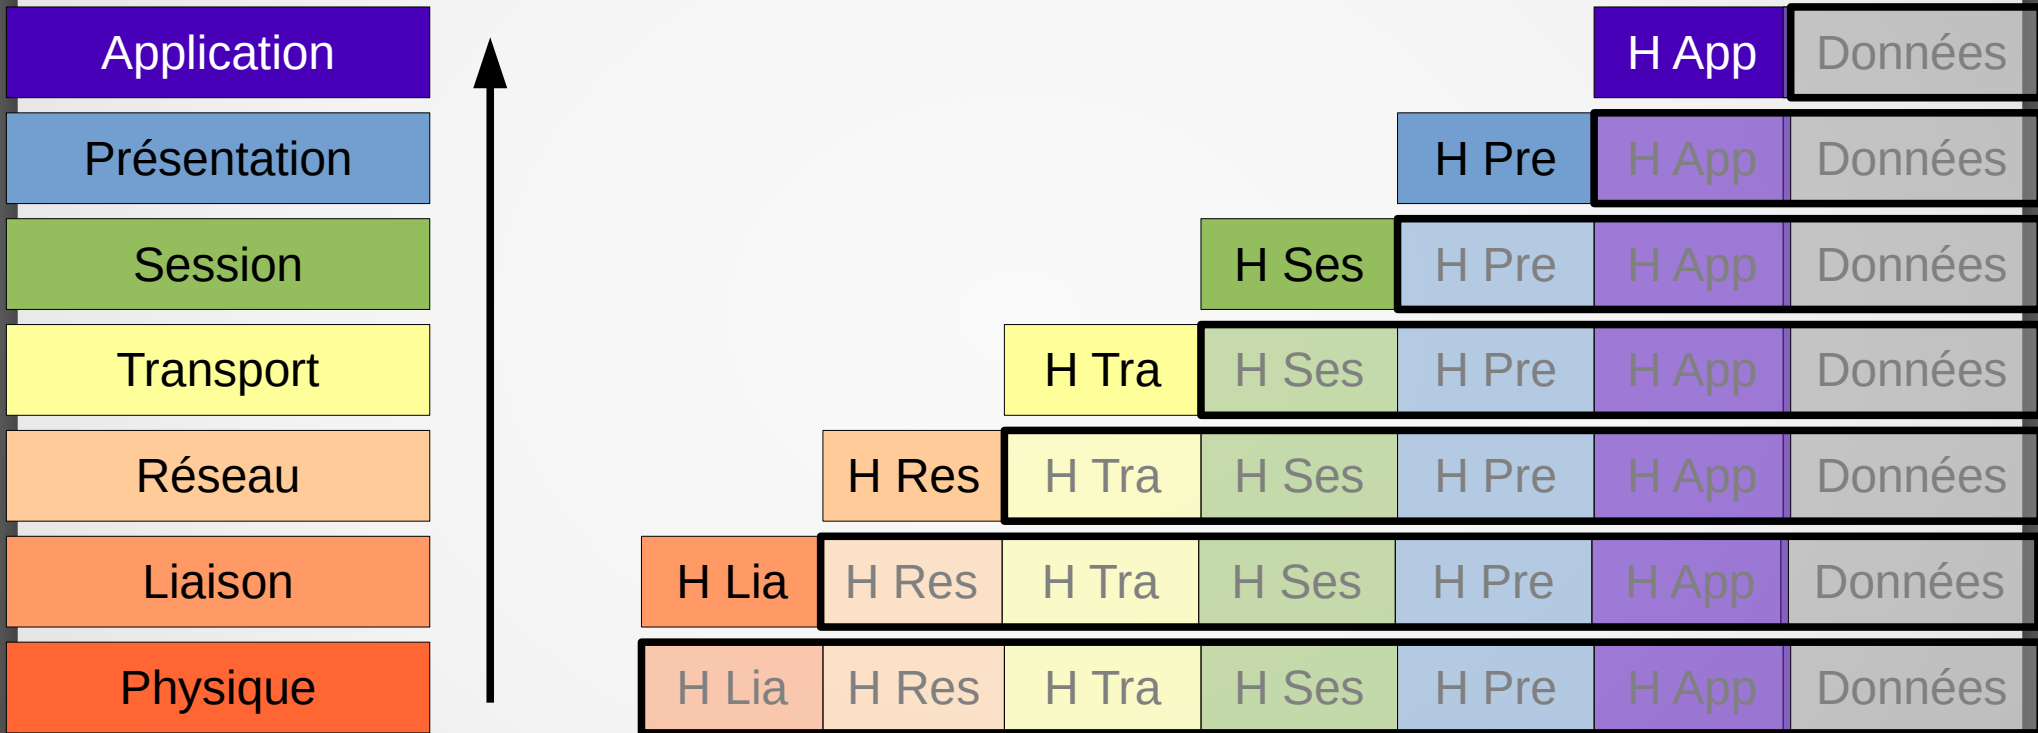 Application H App Données
Présentation H Pre H App Données
Session H Ses H Pre H App Données
Transport H Tra H Ses H Pre H App Données
Réseau H Res H Tra H Ses H Pre H App Données
Liaison H Lia H Res H Tra H Ses H Pre H App Données
Physique H Lia H Res H Tra H Ses H Pre H App Données